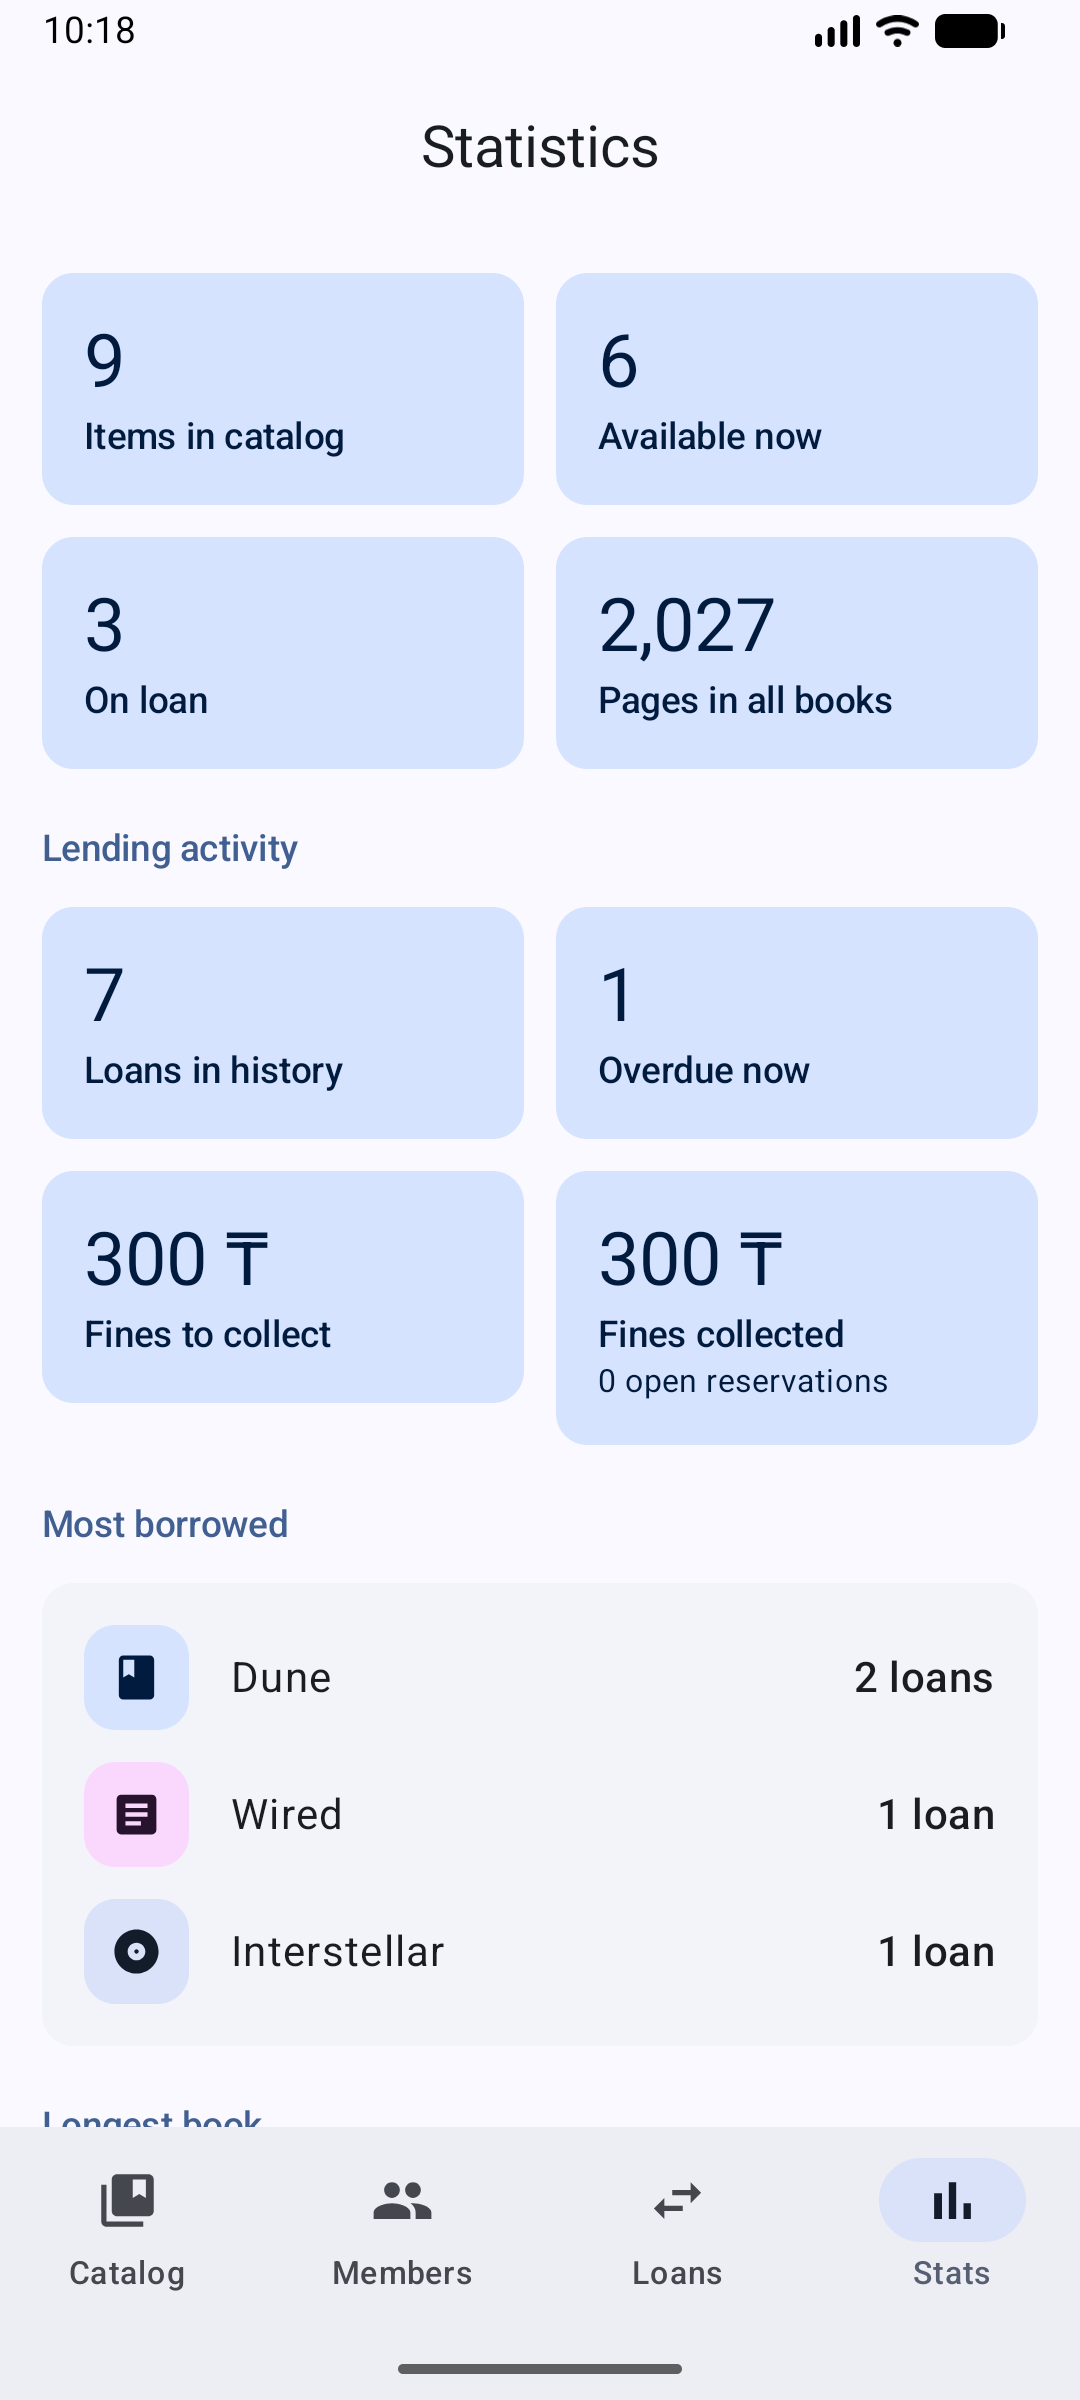 10:18
Statistics
9
Items in catalog
6
Available now
3
On loan
2,027
Pages in all books
Lending activity
7
Loans in history
1
Overdue now
300 ₸
Fines to collect
300 ₸
Fines collected
0 open reservations
Most borrowed
Dune
2 loans
Wired
1 loan
Interstellar
1 loan
Longest book
Catalog
Members
Loans
Stats